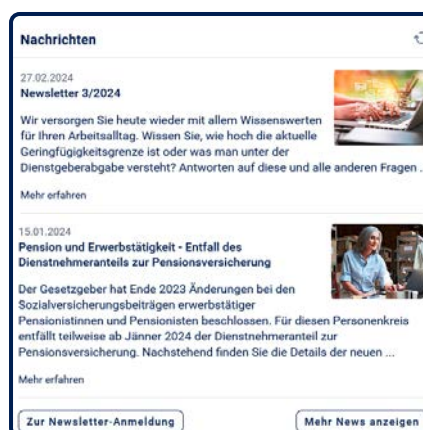 Nachrichten
27.02.2024
Newsletter 3/2024
Wir versorgen Sie heute wieder mit allem Wissenswerten
für Ihren Arbeitsalltag. Wissen Sie, wie hoch die aktuelle
Geringfügigkeitsgrenze ist oder was man unter der
Dienstgeberabgabe versteht? Antworten auf diese und alle anderen Fragen ..
Mehr erfahren
15.01.2024
Pension und Erwerbstätigkeit - Entfall des
Dienstnehmeranteils zur Pensionsversicherung
Der Gesetzgeber hat Ende 2023 Änderungen bei den
Sozialversicherungsbeiträgen erwerbstätiger
Pensionistinnen und Pensionisten beschlossen. Für diesen Personenkreis
entfällt teilweise ab Jänner 2024 der Dienstnehmeranteil zur
Pensionsversicherung. Nachstehend finden Sie die Details der neuen ...
Mehr erfahren
Zur Newsletter-Anmeldung
Mehr News anzeigen